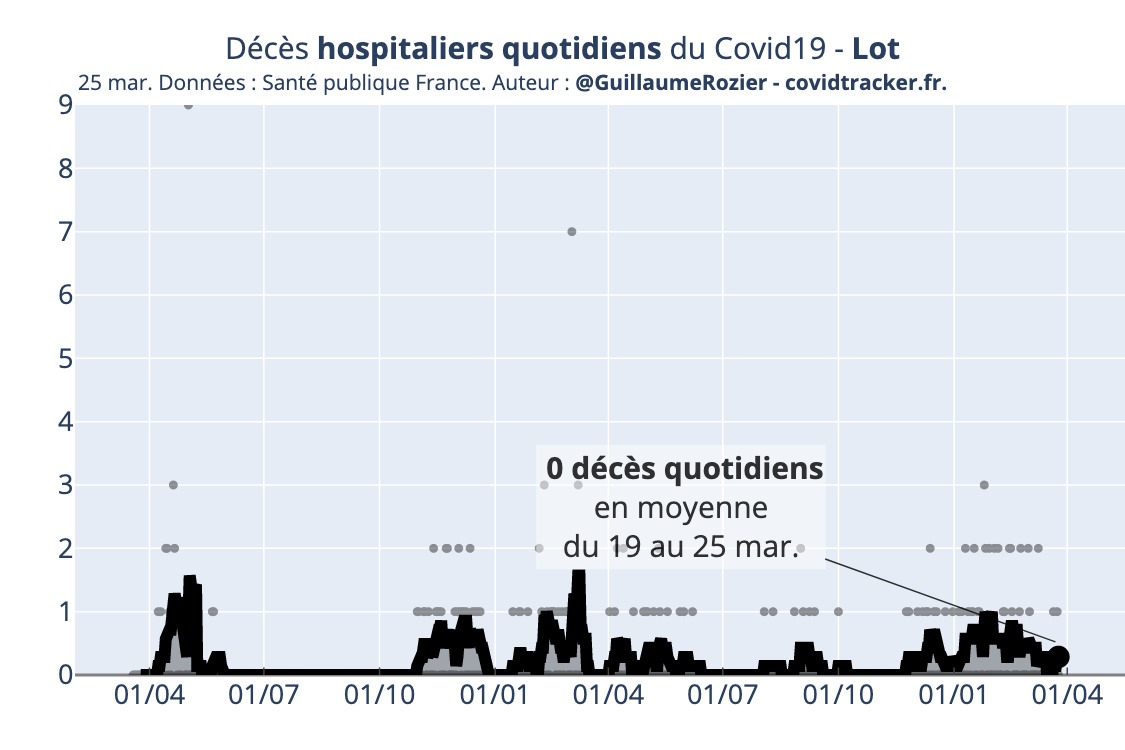 Décès hospitaliers quotidiens du Covid19 - Lot
25 mar. Données : Santé publique France. Auteur : @GuillaumeRozier - covidtracker.fr.
9
8
7
6
5
4
3
2
1
0
0 décès quotidiens
en moyenne
du 19 au 25 mar.
01/04 01/07 01/10 01/01 01/04 01/07 01/10 01/01 01/04